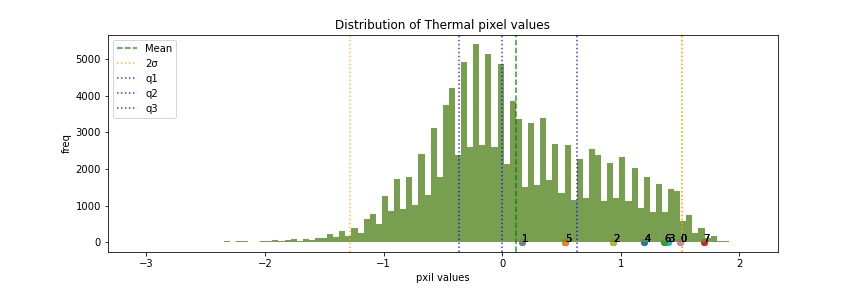 Distribution of Thermal pixel values
Mean
2σ
q1
q2
q3
freq
5000
4000
3000
2000
1000
0
1 5 2 4 6 3 0 7
−3 −2 −1 0 1 2
pxil values